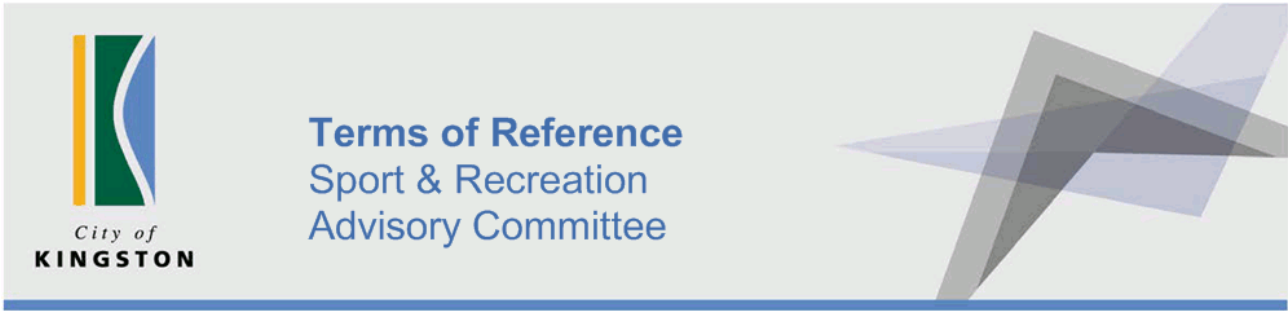 Terms of Reference
Sport & Recreation
Advisory Committee
City of
KINGSTON